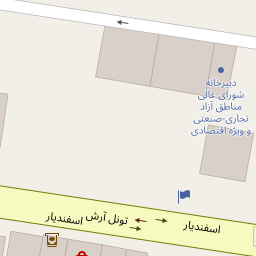 دبیرخانه
شورای عالی
مناطق آزاد
تجاری-صنعتی
و ویژه اقتصادی
اسفندیار
تونل آرش
اسفندیار